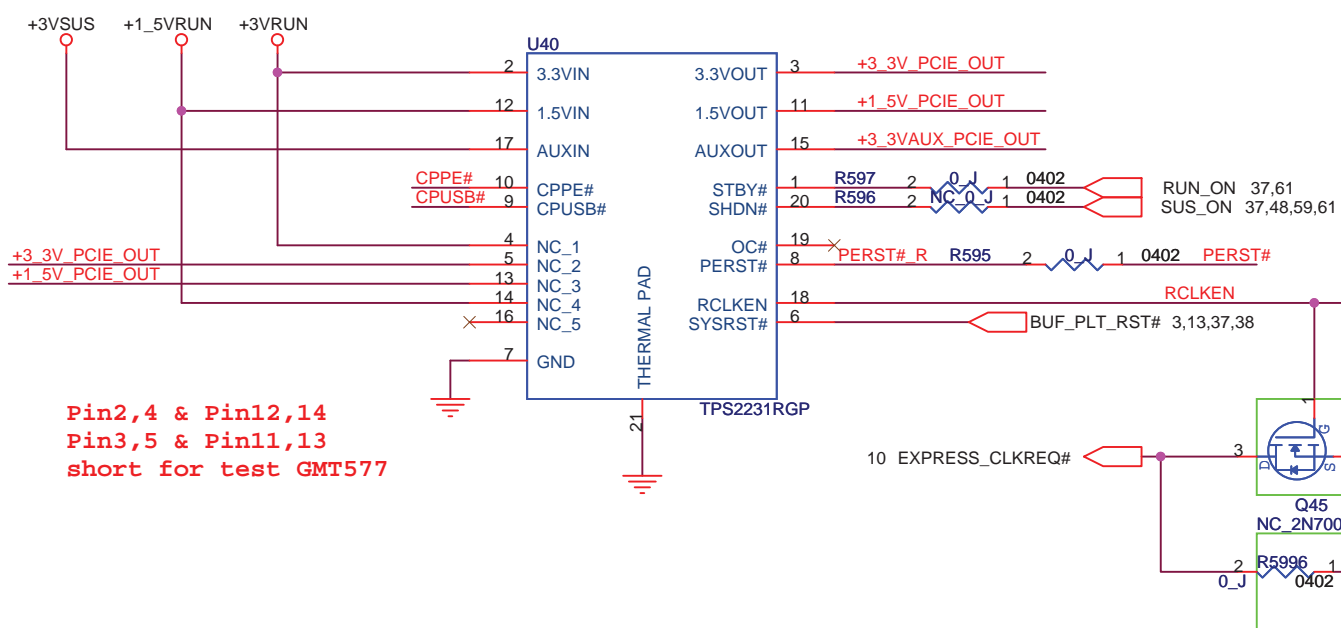 +3VSUS +1_5VRUN +3VRUN
U40
2 3.3VIN 3.3VOUT 3 +3_3V_PCIE_OUT
12 1.5VIN 1.5VOUT 11 +1_5V_PCIE_OUT
17 AUXIN AUXOUT 15 +3_3VAUX_PCIE_OUT
CPPE# 10 CPPE# STBY# 1 R597 2 0_J 1 0402 RUN_ON 37,61
CPUSB# 9 CPUSB# SHDN# 20 R596 2 NC_0_J 1 0402 SUS_ON 37,48,59,61
4 NC_1 OC# 19
+3_3V_PCIE_OUT 5 NC_2 PERST# 8 PERST#_R R595 2 0_J 1 0402 PERST#
+1_5V_PCIE_OUT 13 NC_3
14 NC_4 RCLKEN 18 RCLKEN
16 NC_5 SYSRST# 6 BUF_PLT_RST# 3,13,37,38
7 GND
THERMAL PAD
21
TPS2231RGP
Pin2,4 & Pin12,14
Pin3,5 & Pin11,13
short for test GMT577
1
G
10 EXPRESS_CLKREQ# 3 D S
Q45
NC_2N700
2 R5996 1
0_J 0402